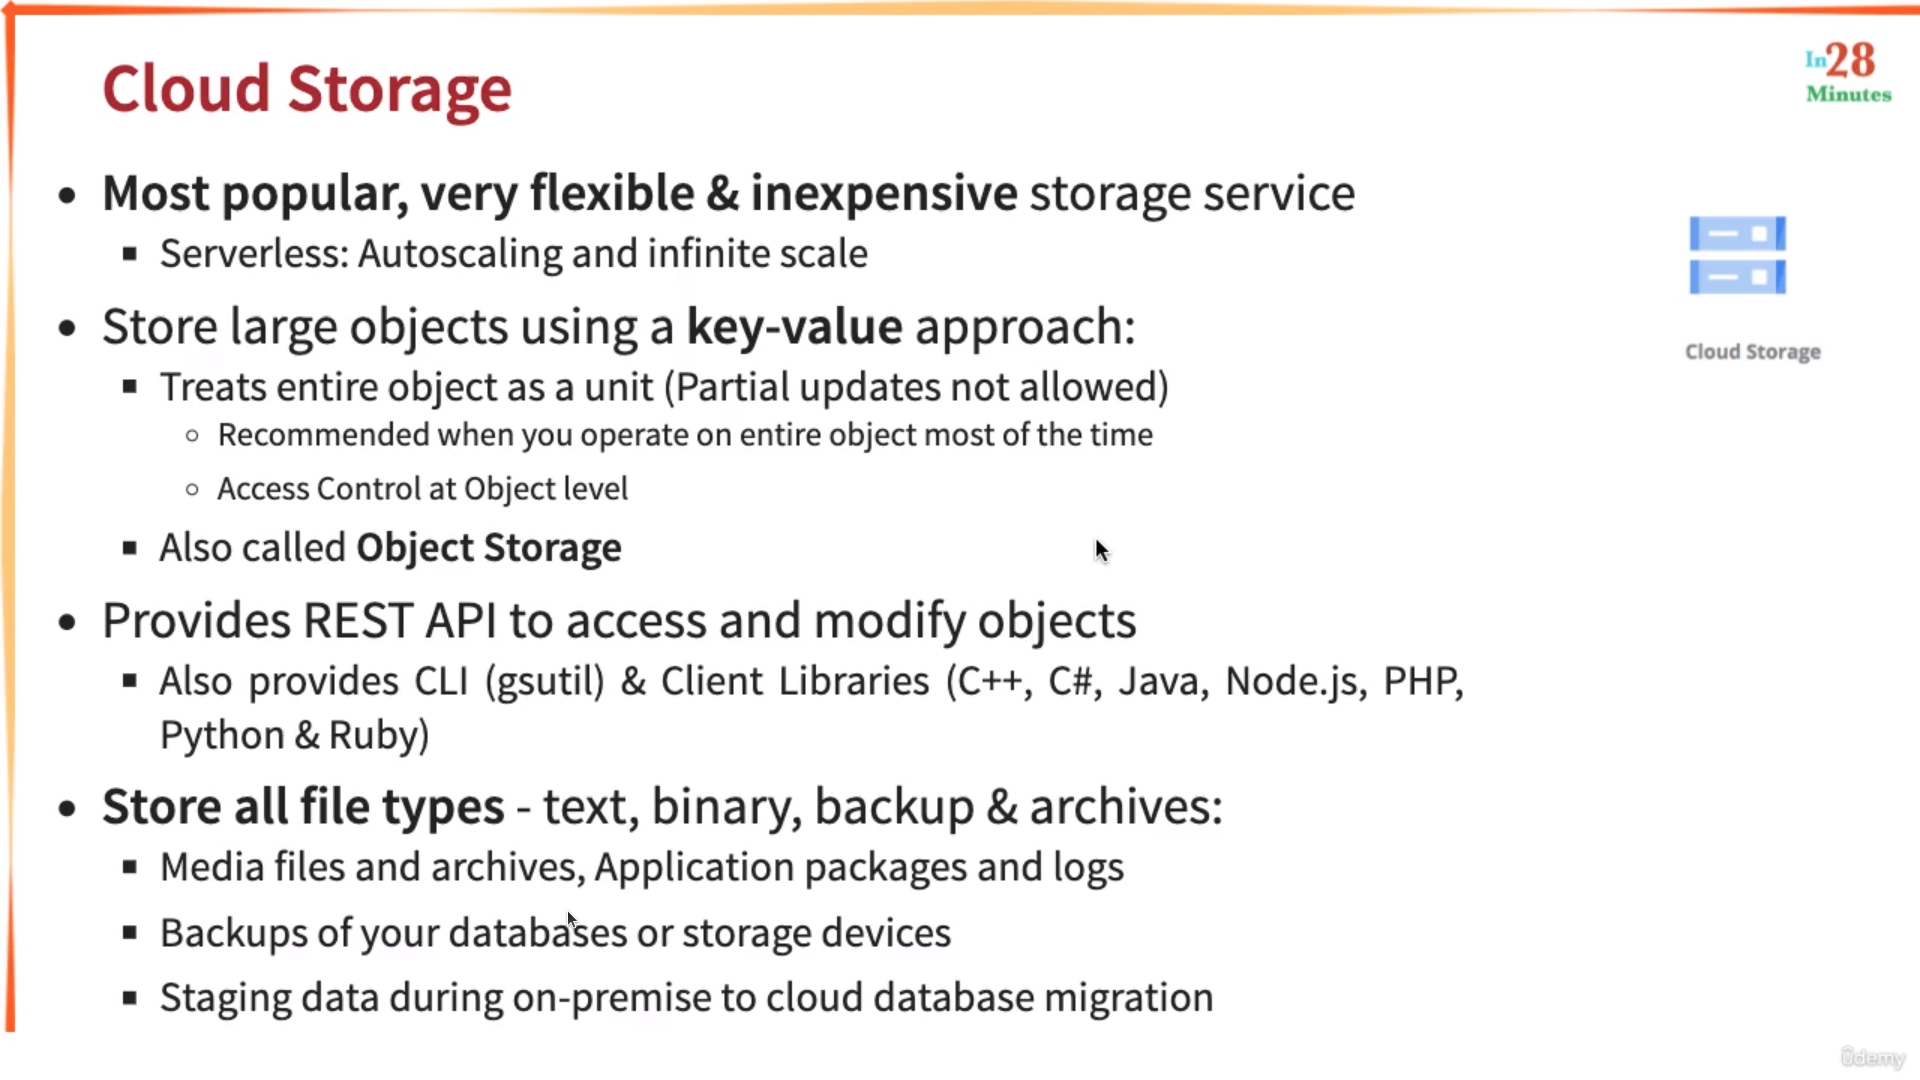 Cloud Storage
In28
Minutes
• Most popular, very flexible & inexpensive storage service
▪ Serverless: Autoscaling and infinite scale
• Store large objects using a key-value approach:
▪ Treats entire object as a unit (Partial updates not allowed)
○ Recommended when you operate on entire object most of the time
○ Access Control at Object level
▪ Also called Object Storage
• Provides REST API to access and modify objects
▪ Also provides CLI (gsutil) & Client Libraries (C++, C#, Java, Node.js, PHP,
Python & Ruby)
• Store all file types - text, binary, backup & archives:
▪ Media files and archives, Application packages and logs
▪ Backups of your databases or storage devices
▪ Staging data during on-premise to cloud database migration
Cloud Storage
ûdemy